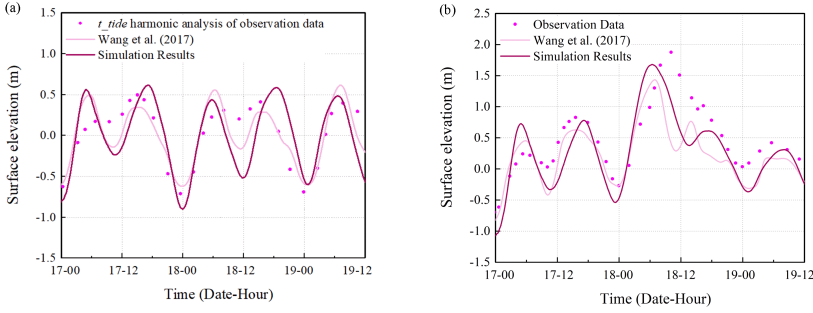 (a)
t_tide harmonic analysis of observation data
Wang et al. (2017)
Simulation Results
Surface elevation (m)
1.5
1.0
0.5
0.0
-0.5
-1.0
-1.5
17-00
17-12
18-00
18-12
19-00
19-12
Time (Date-Hour)
(b)
Observation Data
Wang et al. (2017)
Simulation Results
Surface elevation (m)
2.5
2.0
1.5
1.0
0.5
0.0
-0.5
-1.0
-1.5
17-00
17-12
18-00
18-12
19-00
19-12
Time (Date-Hour)